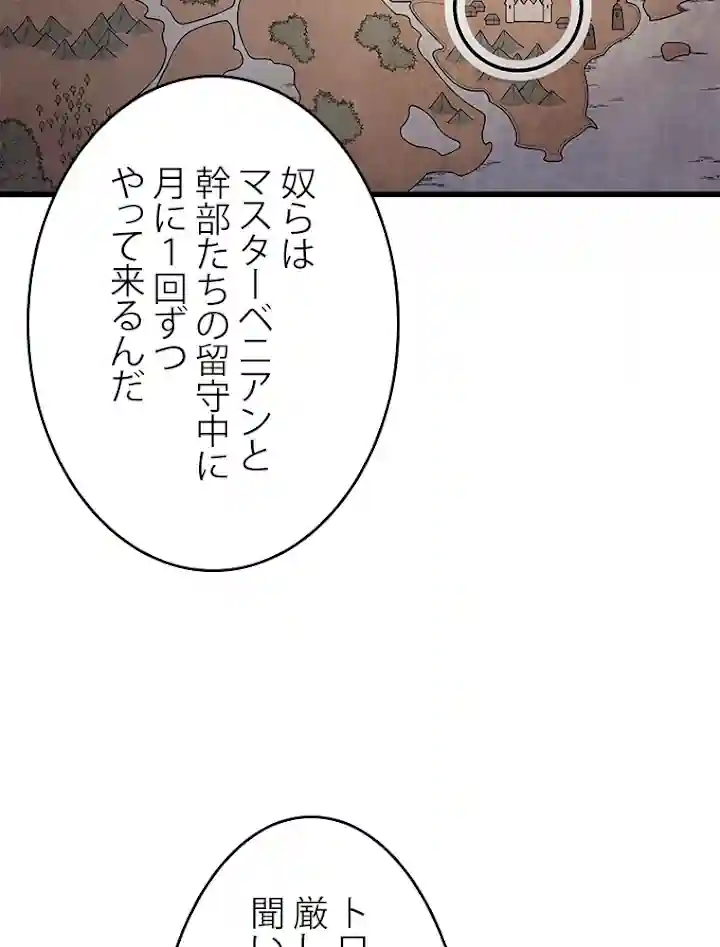 奴らは
マスターベニアンと
幹部たちの留守中に
月に1回ずつ
やって来るんだ
トロ
厳し
聞い